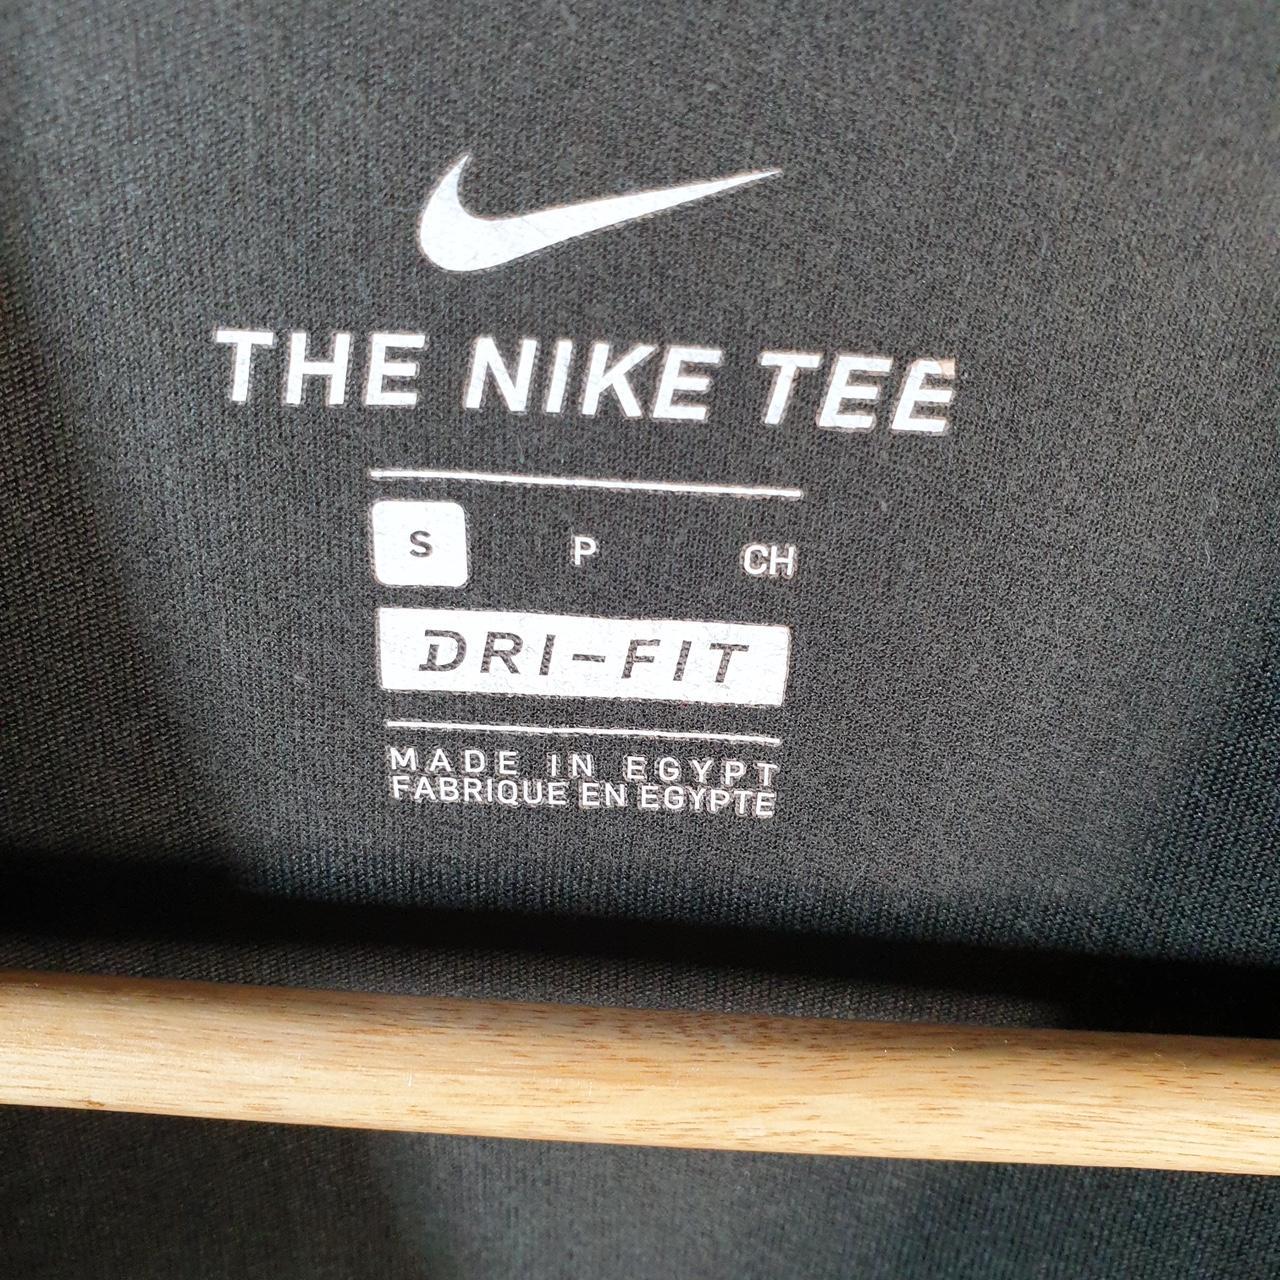 THE NIKE TEE
S P CH
DRI-FIT
MADE IN EGYPT
FABRIQUE EN EGYPTE